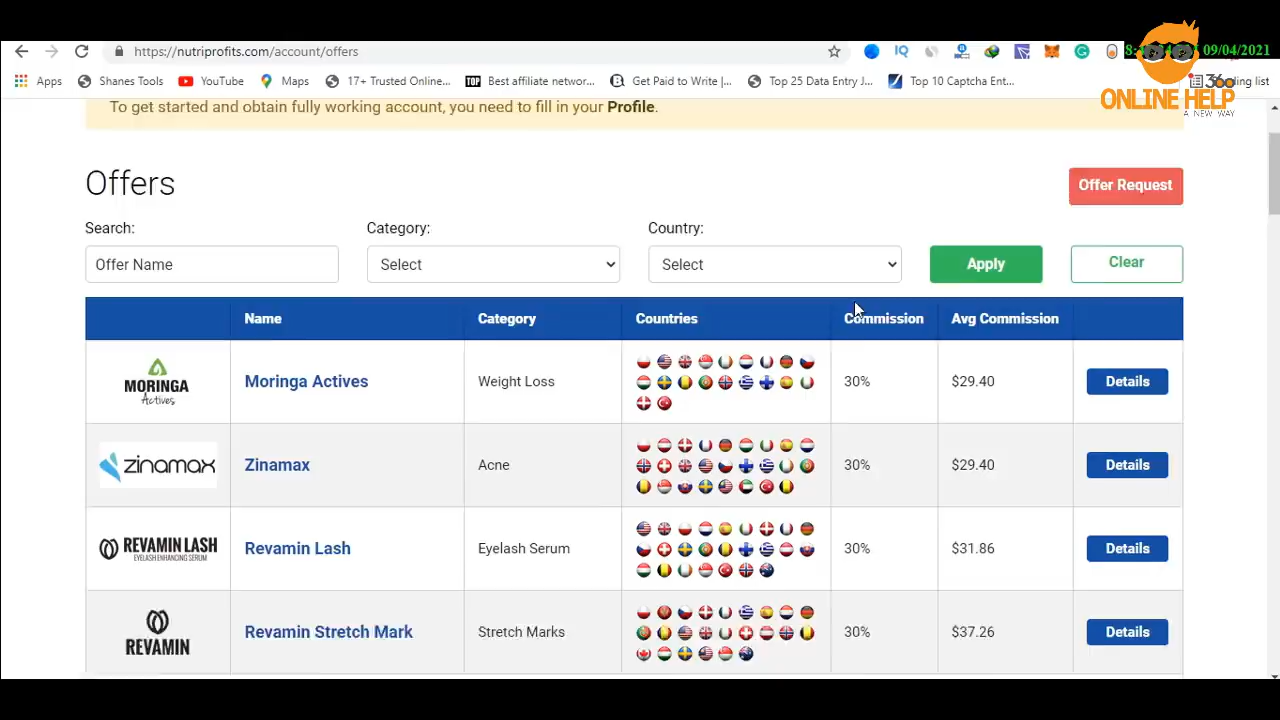 https://nutriprofits.com/account/offers
09/04/2021
Apps Shanes Tools YouTube Maps 17+ Trusted Online... TOP Best affiliate networ... Get Paid to Write |... Top 25 Data Entry J... Top 10 Captcha Ent...
360
ONLINE HELP
A NEW WAY
To get started and obtain fully working account, you need to fill in your Profile.
Offers
Offer Request
Search: Category: Country:
Offer Name Select Select Apply Clear
Name Category Countries Commission Avg Commission
MORINGA Actives Moringa Actives Weight Loss 30% $29.40 Details
zinamax Zinamax Acne 30% $29.40 Details
REVAMIN LASH
EYELASH ENHANCING SERUM
Revamin Lash Eyelash Serum 30% $31.86 Details
REVAMIN Revamin Stretch Mark Stretch Marks 30% $37.26 Details